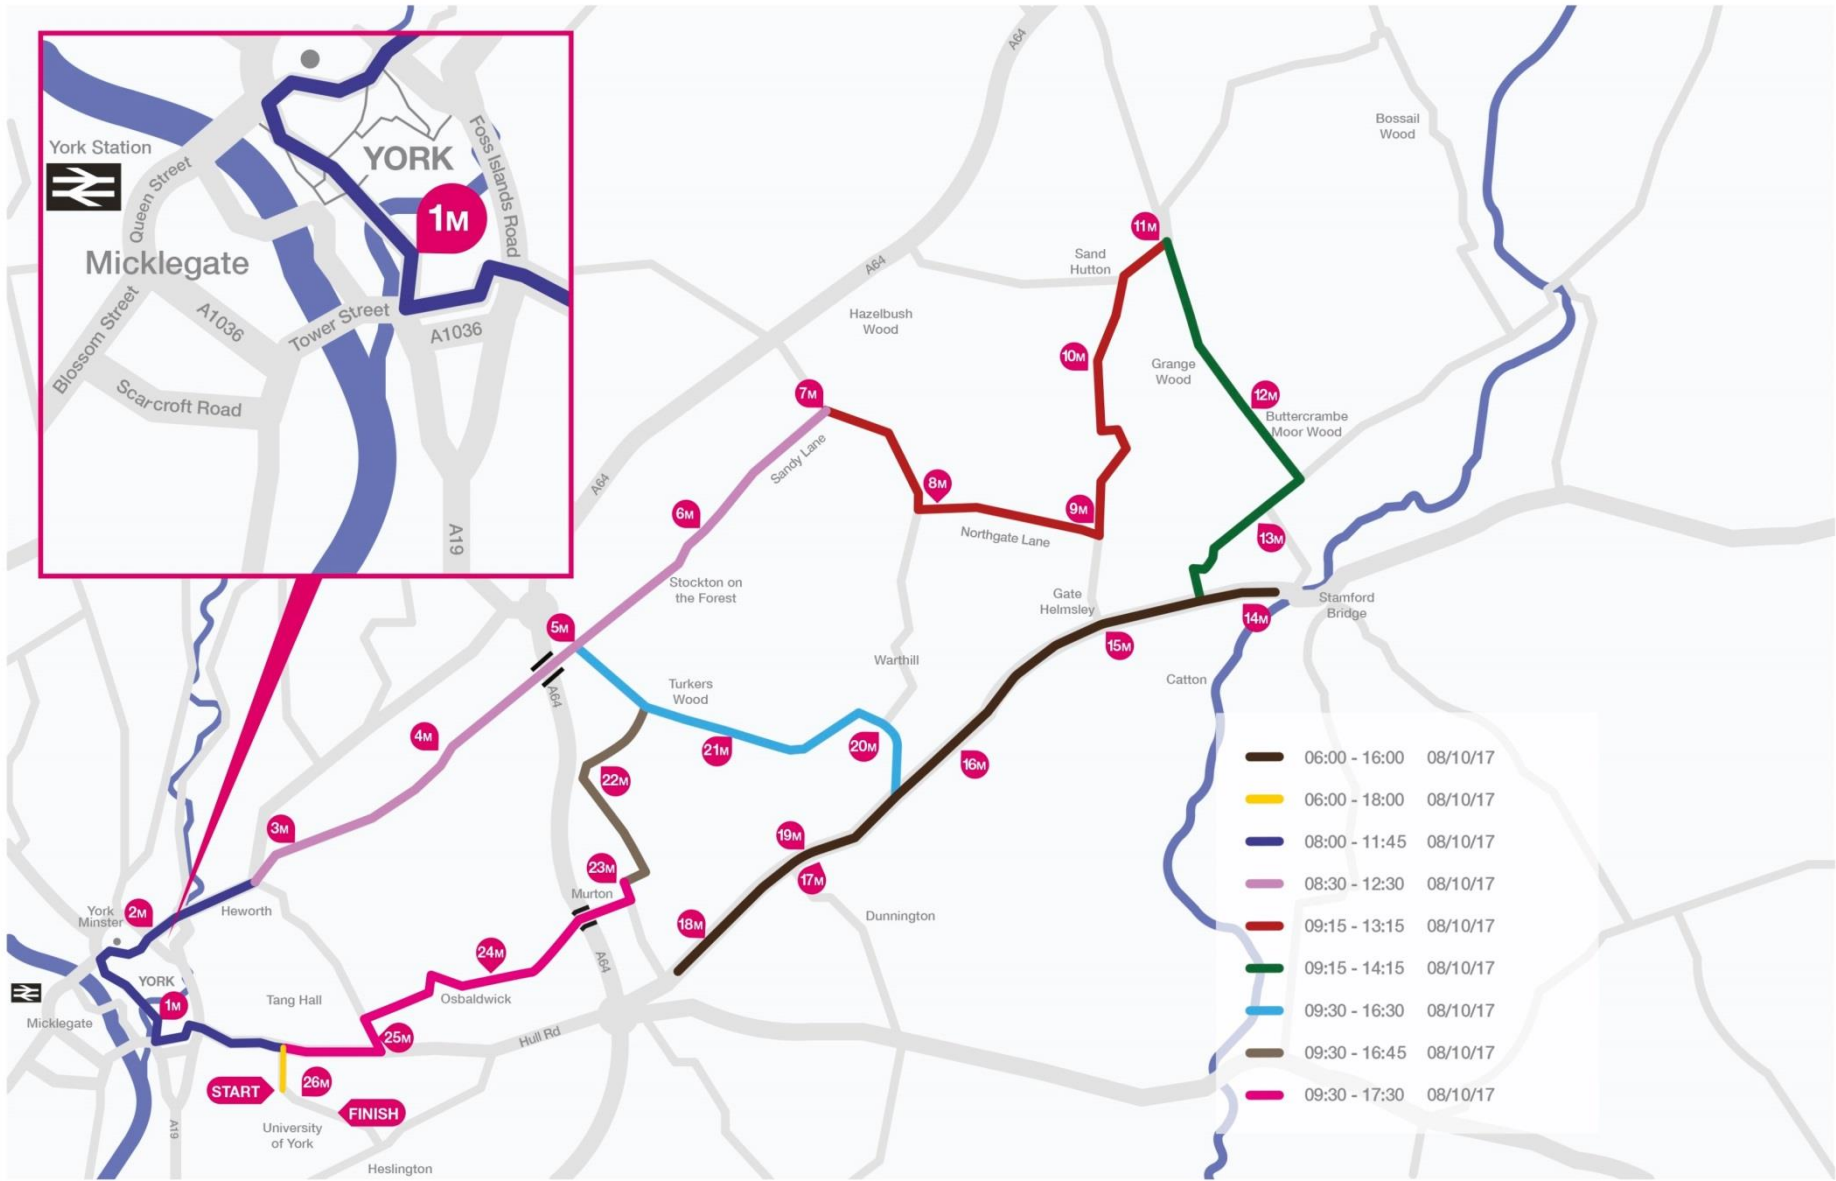 York Station
Queen Street
YORK
Foss Islands Road
1M
Micklegate
Blossom Street
A1036
Tower Street
A1036
Scarcroft Road
A19
A64
Bossail
Wood
11M
Sand
Hutton
A64
Hazelbush
Wood
10M
Grange
Wood
7M
12M
Buttercrambe
Moor Wood
Sandy Lane
A64
8M
6M
9M
Northgate Lane
13M
Stockton on
the Forest
Gate
Helmsley
Stamford
Bridge
14M
5M
15M
Warthill
Catton
A64
Turkers
Wood
4M
21M
20M
16M
22M
3M
19M
23M
17M
Murton
York
Minster
2M
Heworth
18M
Dunnington
24M
A64
YORK
1M
Tang Hall
Osbaldwick
Micklegate
25M
Hull Rd
START
26M
FINISH
A19
University
of York
Heslington
06:00 - 16:00 08/10/17
06:00 - 18:00 08/10/17
08:00 - 11:45 08/10/17
08:30 - 12:30 08/10/17
09:15 - 13:15 08/10/17
09:15 - 14:15 08/10/17
09:30 - 16:30 08/10/17
09:30 - 16:45 08/10/17
09:30 - 17:30 08/10/17